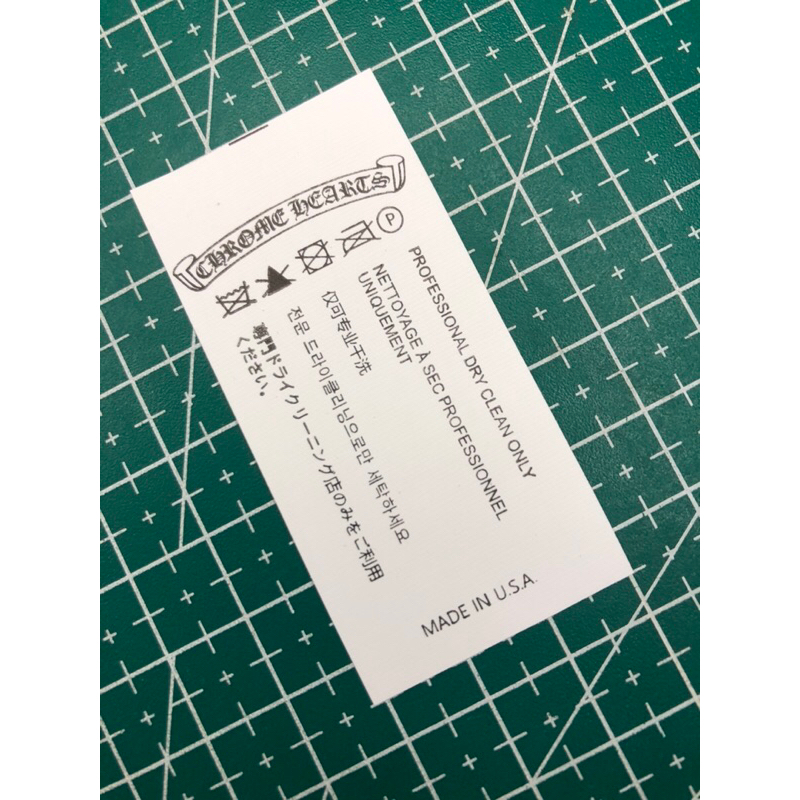 CHROME HEARTS
P
PROFESSIONAL DRY CLEAN ONLY
NETTOYAGE À SEC PROFESSIONNEL
UNIQUEMENT
仅可专业干洗
전문 드라이클리닝으로만 세탁하세요
専門ドライクリーニング店のみをご利用
ください。
MADE IN U.S.A.